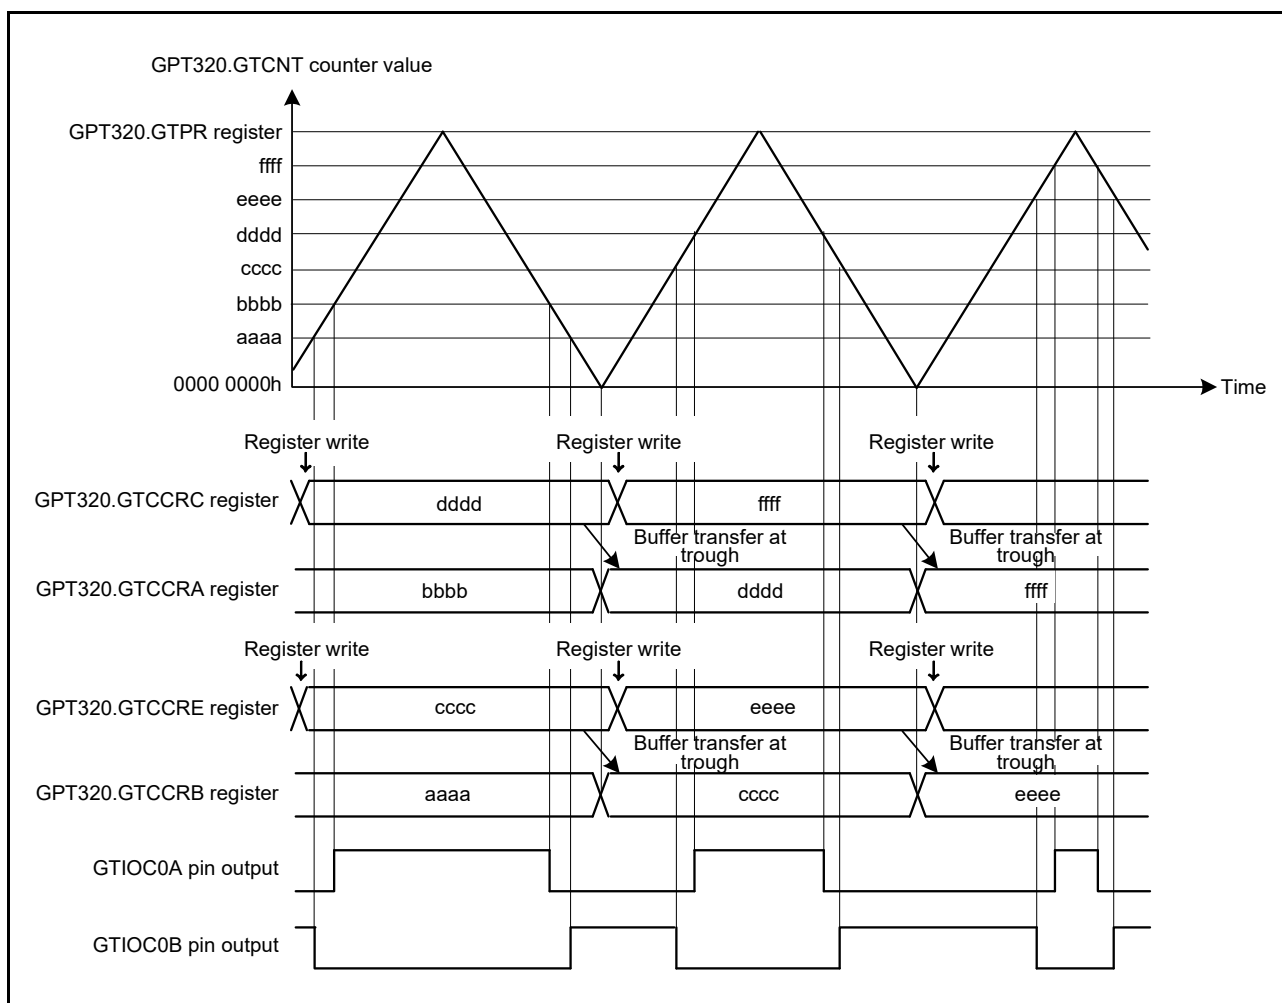 GPT320.GTCNT counter value
GPT320.GTPR register
ffff
eeee
dddd
cccc
bbbb
aaaa
0000 0000h
Time
Register write
Register write
Register write
GPT320.GTCCRC register
dddd
ffff
Buffer transfer at
trough
Buffer transfer at
trough
GPT320.GTCCRA register
bbbb
dddd
ffff
Register write
Register write
Register write
GPT320.GTCCRE register
cccc
eeee
Buffer transfer at
trough
Buffer transfer at
trough
GPT320.GTCCRB register
aaaa
cccc
eeee
GTIOC0A pin output
GTIOC0B pin output